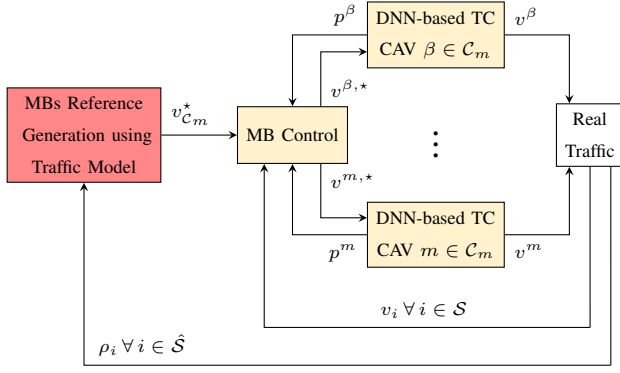 p^β
DNN-based TC
CAV β ∈ 𝒞_m
v^β
v^{β,⋆}
MBs Reference
Generation using
Traffic Model
v^⋆_{𝒞_m}
MB Control
⋮
Real
Traffic
v^{m,⋆}
DNN-based TC
CAV m ∈ 𝒞_m
p^m
v^m
v_i ∀ i ∈ 𝒮
ρ_i ∀ i ∈ 𝒮̂